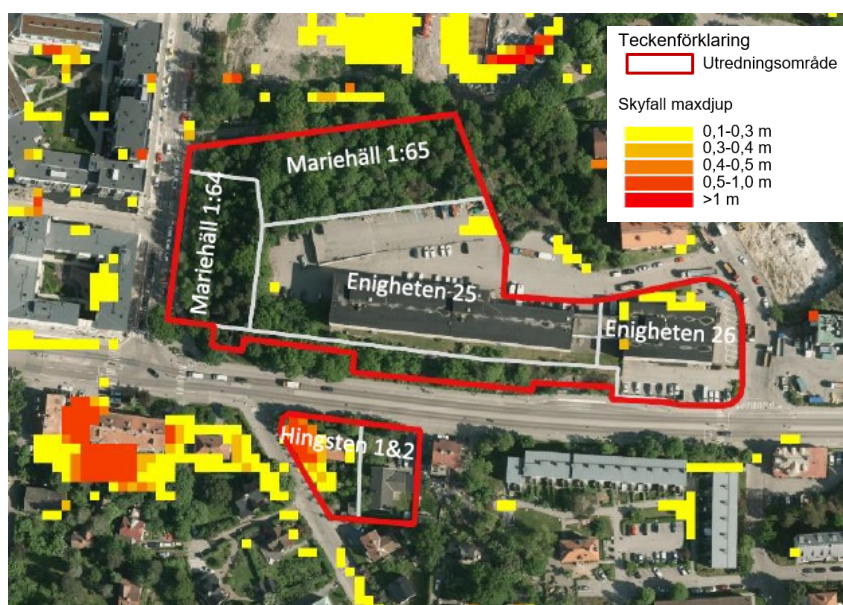 Teckenförklaring
Utredningsområde
Skyfall maxdjup
0,1-0,3 m
0,3-0,4 m
0,4-0,5 m
0,5-1,0 m
>1 m
Mariehäll 1:65
Mariehäll 1:64
Enigheten 25
Enigheten 26
Hingsten 1&2